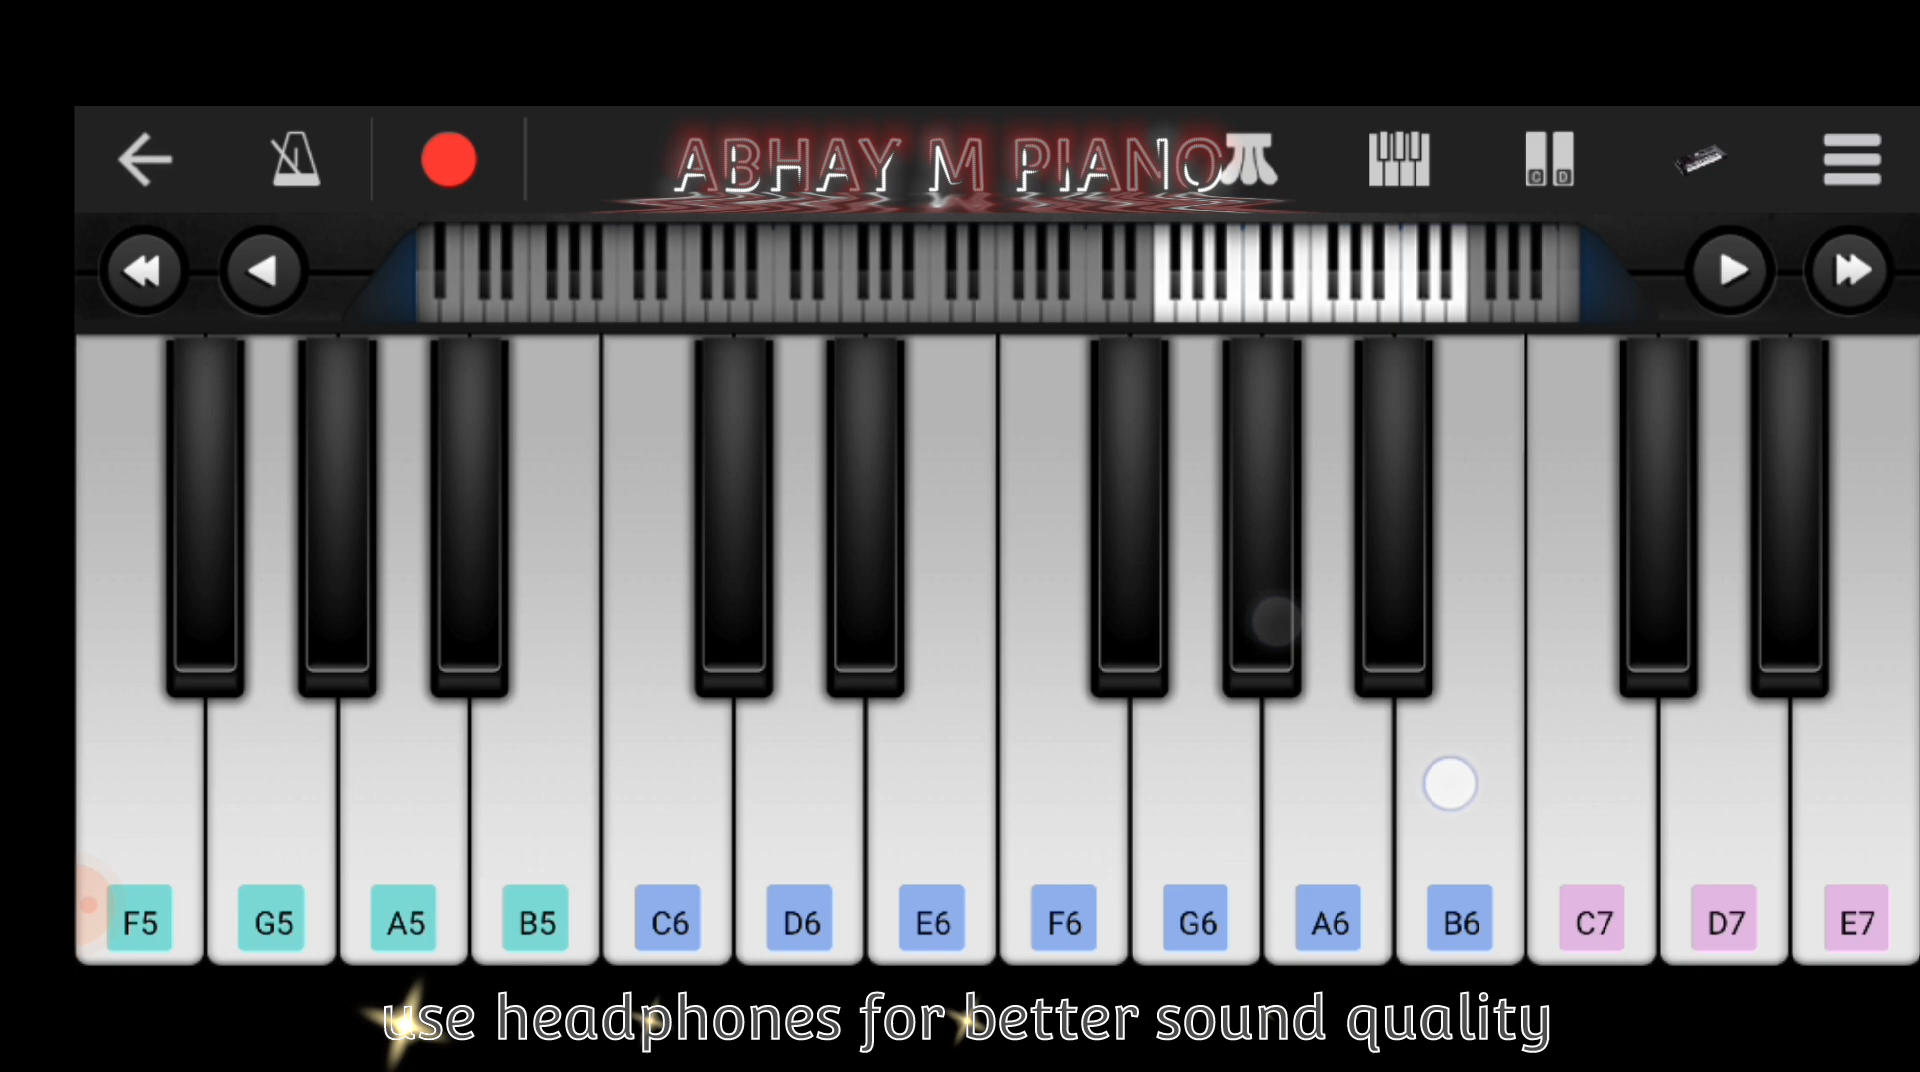 ABHAY M PIANO
C D
F5 G5 A5 B5 C6 D6 E6 F6 G6 A6 B6 C7 D7 E7
use headphones for better sound quality